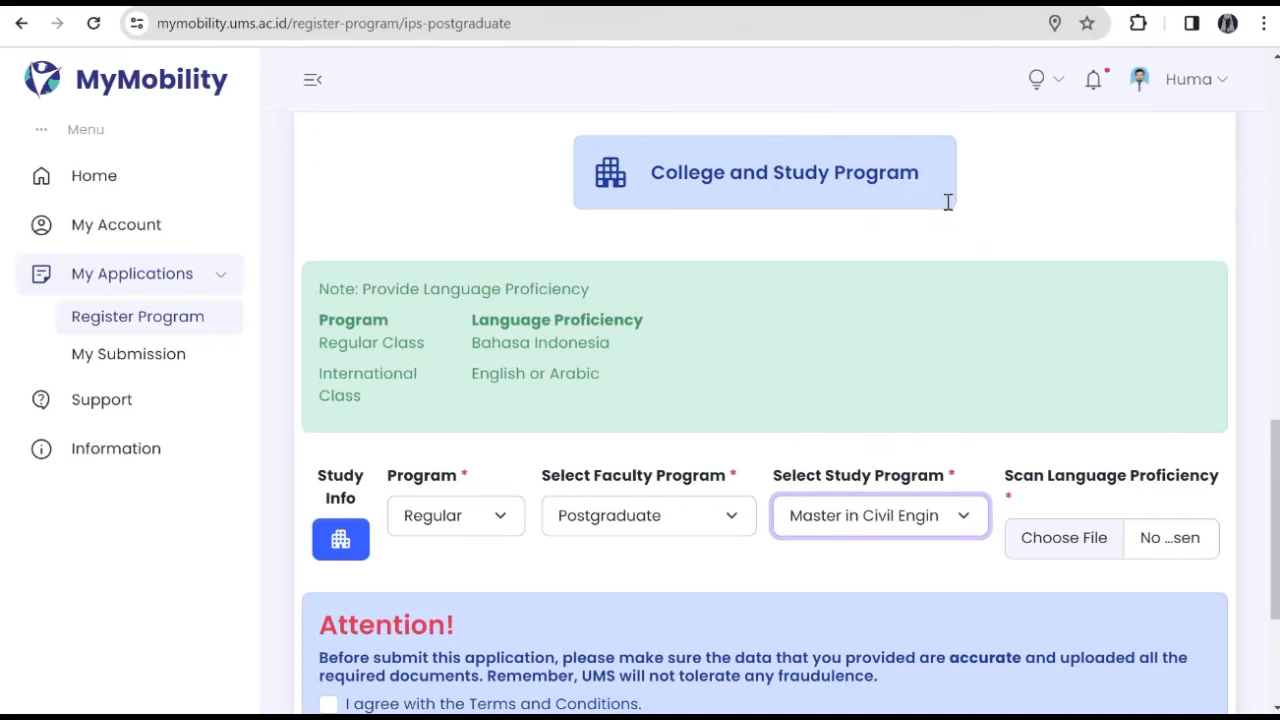 mymobility.ums.ac.id/register-program/ips-postgraduate
MyMobility
Huma
Menu
Home
My Account
My Applications
Register Program
My Submission
Support
Information
College and Study Program
Note: Provide Language Proficiency
Program Language Proficiency
Regular Class Bahasa Indonesia
International English or Arabic
Class
Study Program * Select Faculty Program * Select Study Program * Scan Language Proficiency
Info *
Regular Postgraduate Master in Civil Engin
Choose File No ...sen
Attention!
Before submit this application, please make sure the data that you provided are accurate and uploaded all the
required documents. Remember, UMS will not tolerate any fraudulence.
I agree with the Terms and Conditions.